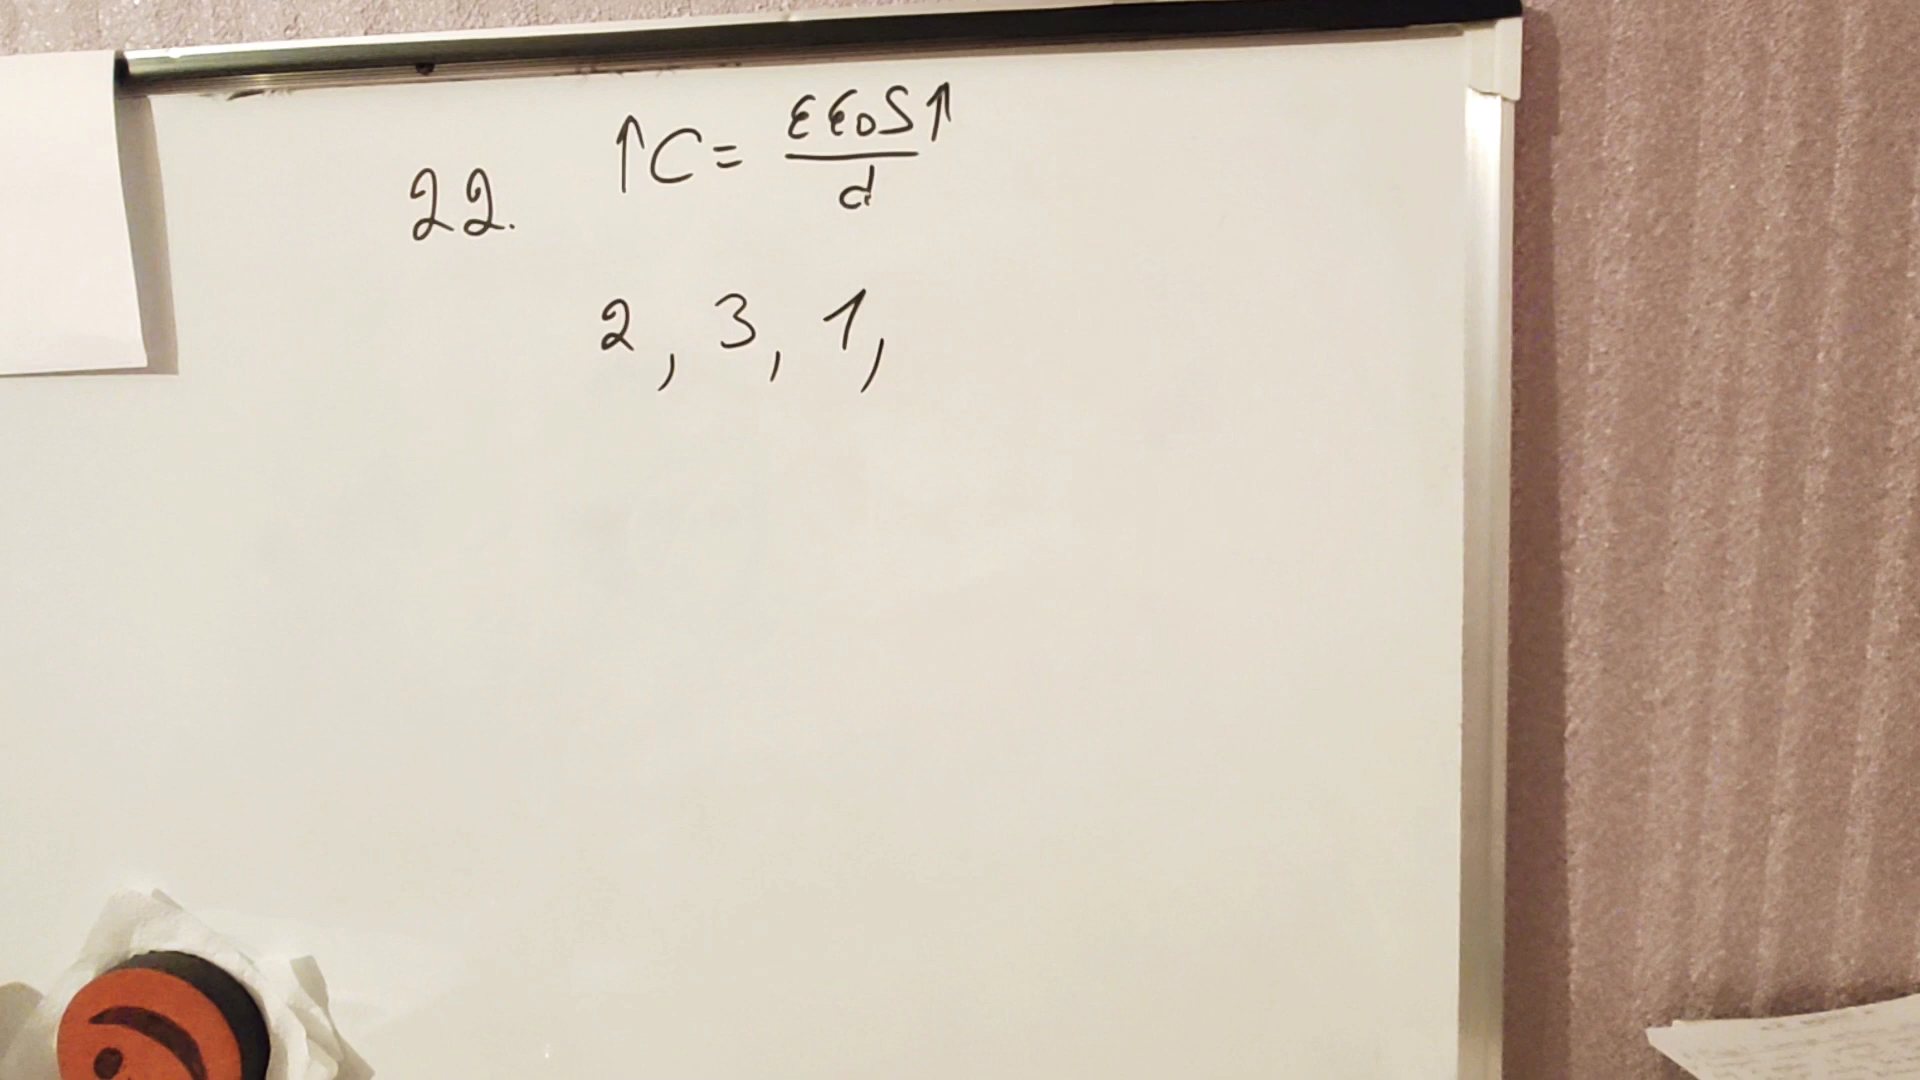 22. ↑C = εε₀S↑ / d
2, 3, 1,